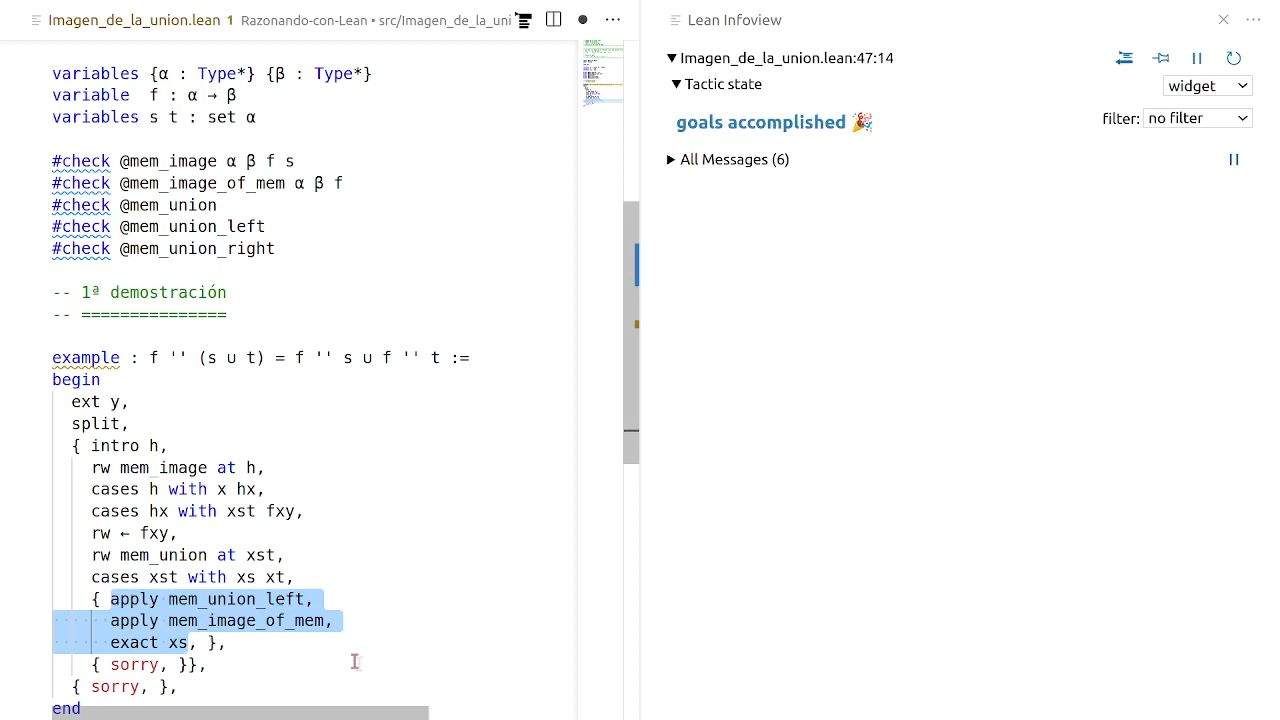 Imagen_de_la_union.lean 1 Razonando-con-Lean • src/Imagen_de_la_uni
variables {α : Type*} {β : Type*}
variable  f : α → β
variables s t : set α
#check @mem_image α β f s
#check @mem_image_of_mem α β f
#check @mem_union
#check @mem_union_left
#check @mem_union_right
-- 1ª demostración
-- ===============
example : f '' (s ∪ t) = f '' s ∪ f '' t :=
begin
  ext y,
  split,
  { intro h,
    rw mem_image at h,
    cases h with x hx,
    cases hx with xst fxy,
    rw ← fxy,
    rw mem_union at xst,
    cases xst with xs xt,
    { apply mem_union_left,
      apply mem_image_of_mem,
      exact xs, },
    { sorry, }},
  { sorry, },
end
Lean Infoview
▼Imagen_de_la_union.lean:47:14
▼Tactic state
widget
goals accomplished 🎉
filter: no filter
▶ All Messages (6)